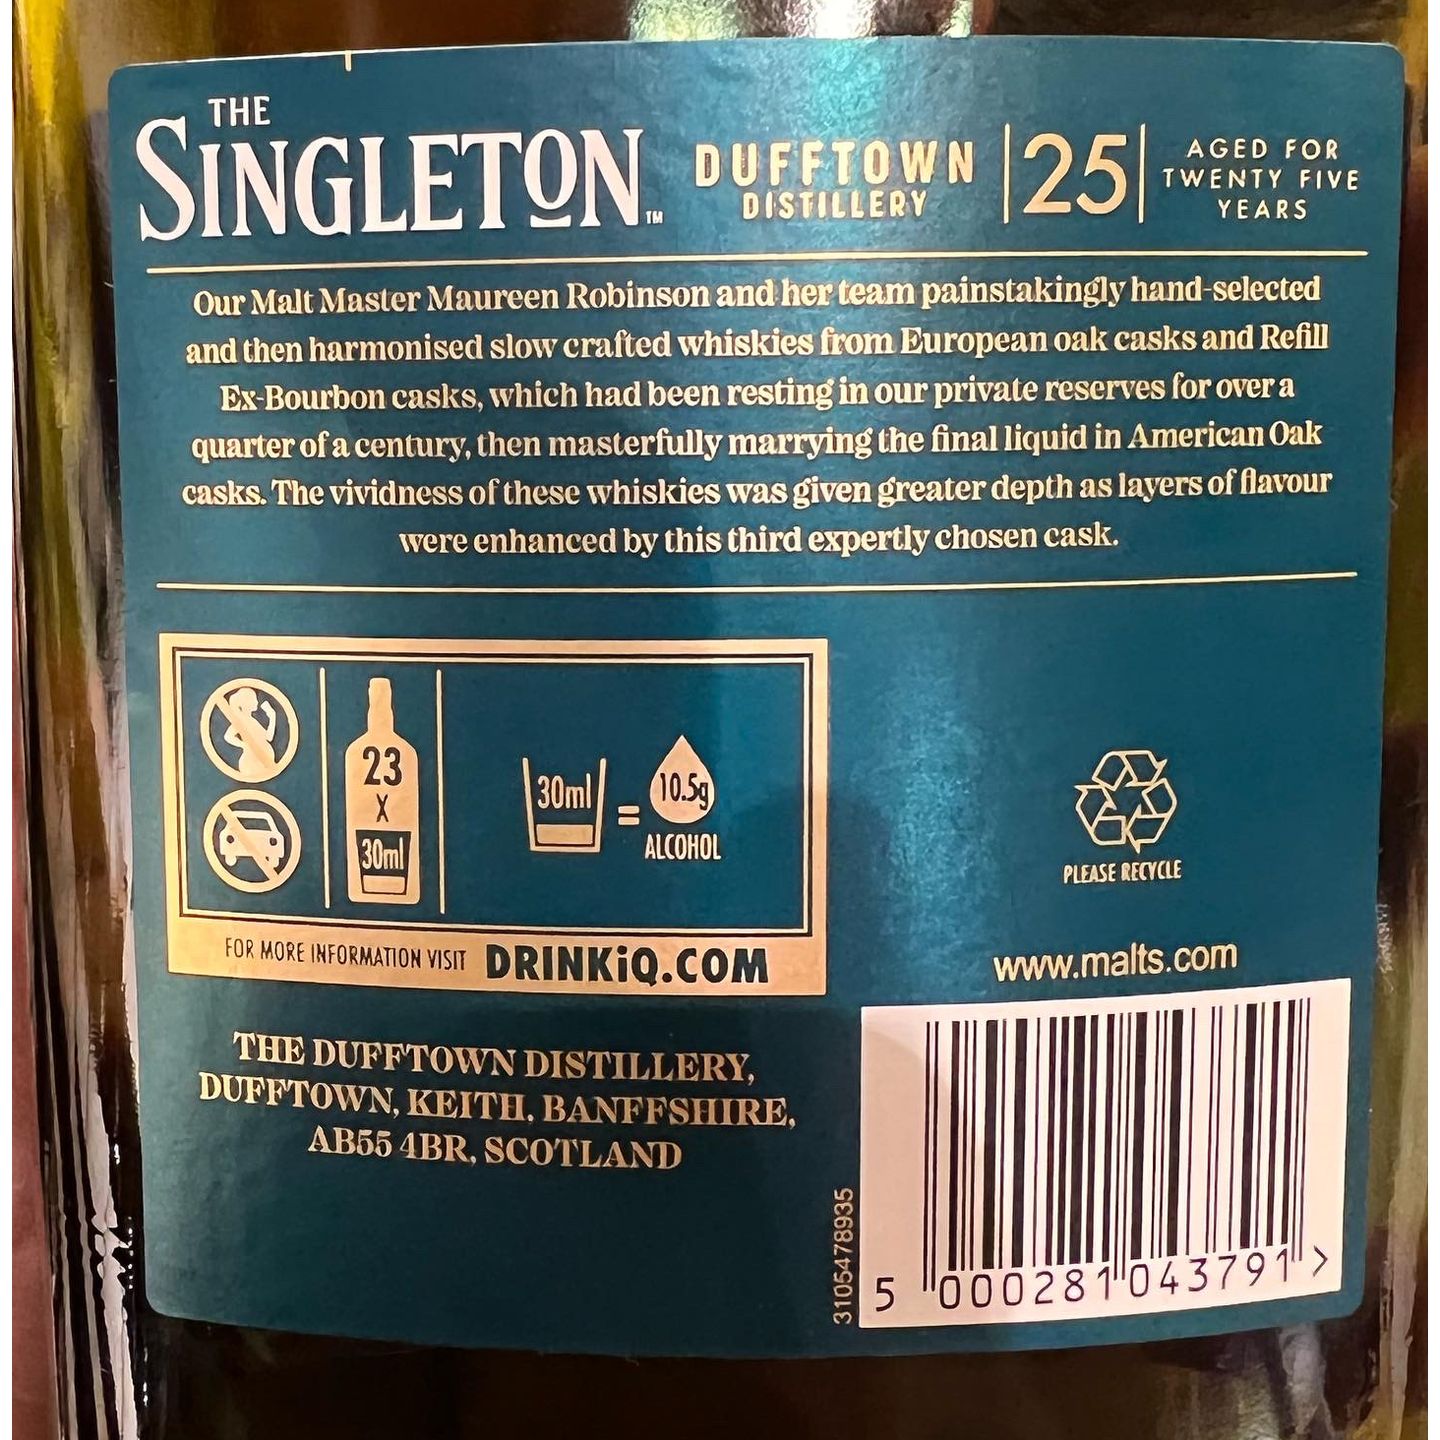 THE
SINGLETON™
DUFFTOWN
DISTILLERY
25
AGED FOR
TWENTY FIVE
YEARS
Our Malt Master Maureen Robinson and her team painstakingly hand-selected
and then harmonised slow crafted whiskies from European oak casks and Refill
Ex-Bourbon casks, which had been resting in our private reserves for over a
quarter of a century, then masterfully marrying the final liquid in American Oak
casks. The vividness of these whiskies was given greater depth as layers of flavour
were enhanced by this third expertly chosen cask.
23
X
30ml
30ml = 10.5g
ALCOHOL
FOR MORE INFORMATION VISIT DRINKiQ.COM
PLEASE RECYCLE
www.malts.com
THE DUFFTOWN DISTILLERY,
DUFFTOWN, KEITH, BANFFSHIRE,
AB55 4BR, SCOTLAND
3105478935
5 000281 043791 >